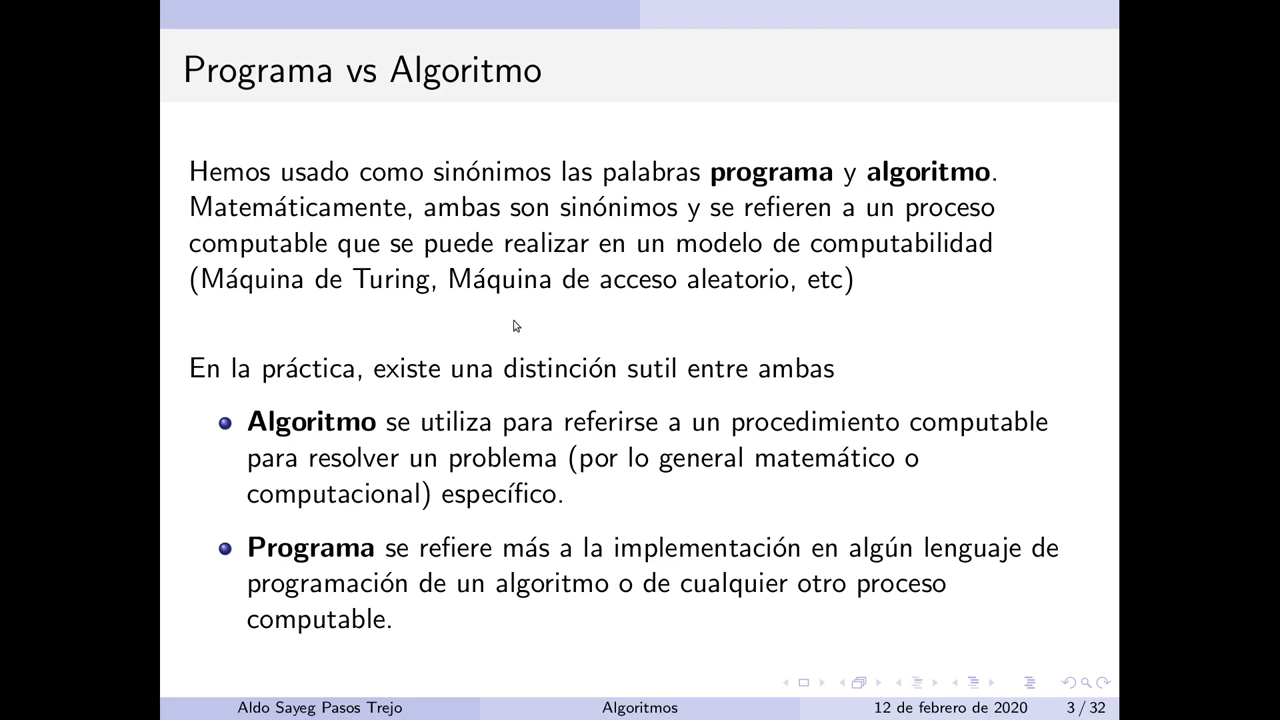 Programa vs Algoritmo
Hemos usado como sinónimos las palabras programa y algoritmo.
Matemáticamente, ambas son sinónimos y se refieren a un proceso
computable que se puede realizar en un modelo de computabilidad
(Máquina de Turing, Máquina de acceso aleatorio, etc)
En la práctica, existe una distinción sutil entre ambas
Algoritmo se utiliza para referirse a un procedimiento computable
para resolver un problema (por lo general matemático o
computacional) específico.
Programa se refiere más a la implementación en algún lenguaje de
programación de un algoritmo o de cualquier otro proceso
computable.
Aldo Sayeg Pasos Trejo Algoritmos 12 de febrero de 2020 3 / 32